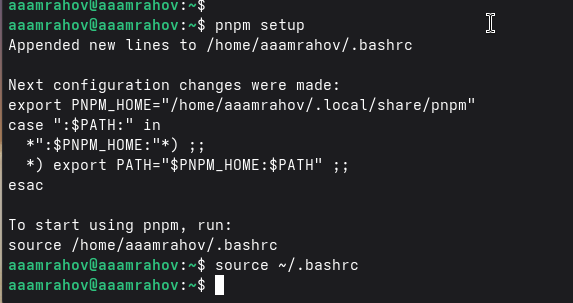 aaamrahov@aaamrahov:~$
aaamrahov@aaamrahov:~$ pnpm setup
Appended new lines to /home/aaamrahov/.bashrc
Next configuration changes were made:
export PNPM_HOME="/home/aaamrahov/.local/share/pnpm"
case ":$PATH:" in
  *":$PNPM_HOME:"*) ;;
  *) export PATH="$PNPM_HOME:$PATH" ;;
esac
To start using pnpm, run:
source /home/aaamrahov/.bashrc
aaamrahov@aaamrahov:~$ source ~/.bashrc
aaamrahov@aaamrahov:~$